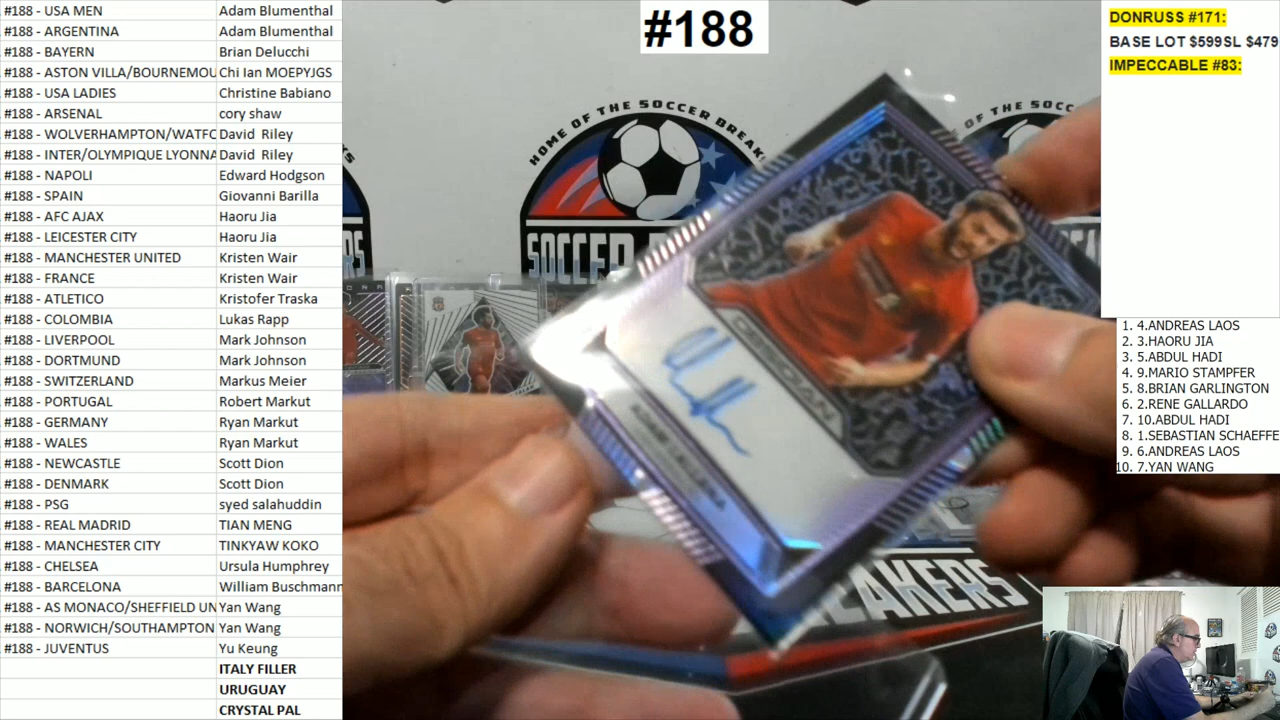 #188 - USA MEN Adam Blumenthal
#188 - ARGENTINA Adam Blumenthal
#188 - BAYERN Brian Delucchi
#188 - ASTON VILLA/BOURNEMOU Chi Ian MOEPYJGS
#188 - USA LADIES Christine Babiano
#188 - ARSENAL cory shaw
#188 - WOLVERHAMPTON/WATFO David Riley
#188 - INTER/OLYMPIQUE LYONNA David Riley
#188 - NAPOLI Edward Hodgson
#188 - SPAIN Giovanni Barilla
#188 - AFC AJAX Haoru Jia
#188 - LEICESTER CITY Haoru Jia
#188 - MANCHESTER UNITED Kristen Wair
#188 - FRANCE Kristen Wair
#188 - ATLETICO Kristofer Traska
#188 - COLOMBIA Lukas Rapp
#188 - LIVERPOOL Mark Johnson
#188 - DORTMUND Mark Johnson
#188 - SWITZERLAND Markus Meier
#188 - PORTUGAL Robert Markut
#188 - GERMANY Ryan Markut
#188 - WALES Ryan Markut
#188 - NEWCASTLE Scott Dion
#188 - DENMARK Scott Dion
#188 - PSG syed salahuddin
#188 - REAL MADRID TIAN MENG
#188 - MANCHESTER CITY TINKYAW KOKO
#188 - CHELSEA Ursula Humphrey
#188 - BARCELONA William Buschmann
#188 - AS MONACO/SHEFFIELD UN Yan Wang
#188 - NORWICH/SOUTHAMPTON Yan Wang
#188 - JUVENTUS Yu Keung
ITALY FILLER
URUGUAY
CRYSTAL PAL
#188
HOME OF THE SOCCER BREAK
SOCCER
OBSIDIAN
EAKERS
OF THE SOC
DONRUSS #171:
BASE LOT $599SL $479
IMPECCABLE #83:
1. 4.ANDREAS LAOS
2. 3.HAORU JIA
3. 5.ABDUL HADI
4. 9.MARIO STAMPFER
5. 8.BRIAN GARLINGTON
6. 2.RENE GALLARDO
7. 10.ABDUL HADI
8. 1.SEBASTIAN SCHAEFFE
9. 6.ANDREAS LAOS
10. 7.YAN WANG